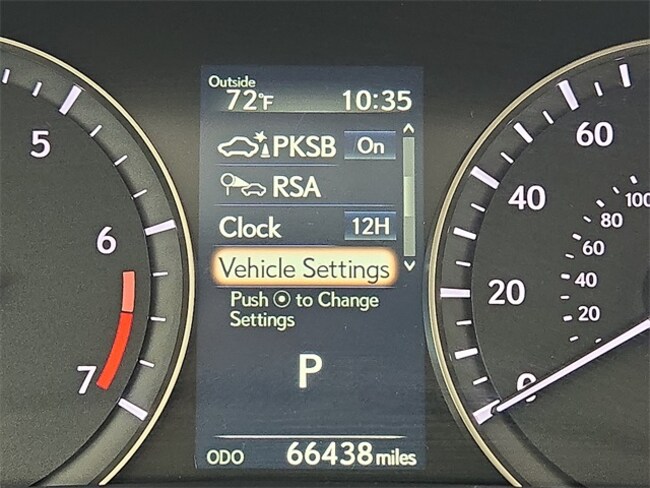 Outside
72°F 10:35
PKSB On
RSA
Clock 12H
Vehicle Settings
Push ⦿ to Change
Settings
P
ODO 66438 miles
5
6
7
60
40
20
0
100
80
60
40
20